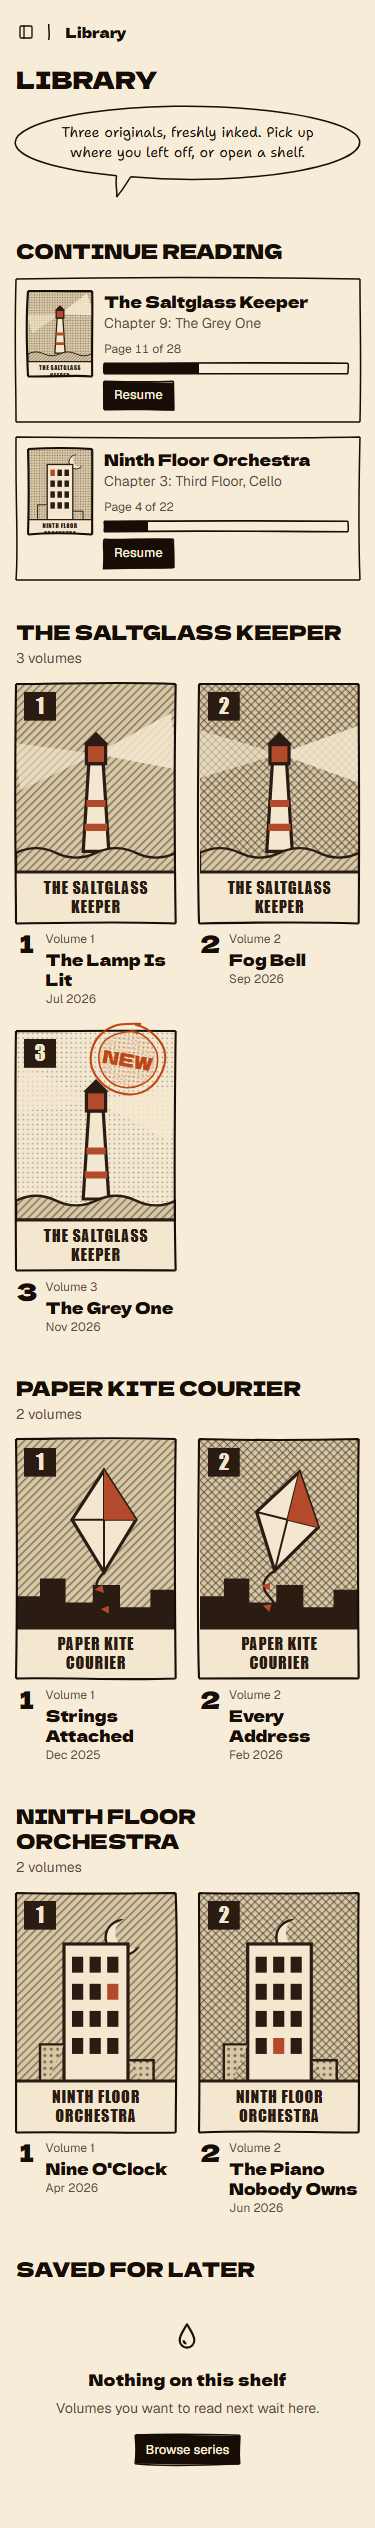 Library
LIBRARY
Three originals, freshly inked. Pick up
where you left off, or open a shelf.
CONTINUE READING
THE SALTGLASS
KEEPER
The Saltglass Keeper
Chapter 9: The Grey One
Page 11 of 28
Resume
NINTH FLOOR
Ninth Floor Orchestra
Chapter 3: Third Floor, Cello
Page 4 of 22
Resume
THE SALTGLASS KEEPER
3 volumes
1
THE SALTGLASS
KEEPER
1
Volume 1
The Lamp Is
Lit
Jul 2026
2
THE SALTGLASS
KEEPER
2
Volume 2
Fog Bell
Sep 2026
3
NEW
THE SALTGLASS
KEEPER
3
Volume 3
The Grey One
Nov 2026
PAPER KITE COURIER
2 volumes
1
PAPER KITE
COURIER
1
Volume 1
Strings
Attached
Dec 2025
2
PAPER KITE
COURIER
2
Volume 2
Every
Address
Feb 2026
NINTH FLOOR
ORCHESTRA
2 volumes
1
NINTH FLOOR
ORCHESTRA
1
Volume 1
Nine O'Clock
Apr 2026
2
NINTH FLOOR
ORCHESTRA
2
Volume 2
The Piano
Nobody Owns
Jun 2026
SAVED FOR LATER
Nothing on this shelf
Volumes you want to read next wait here.
Browse series